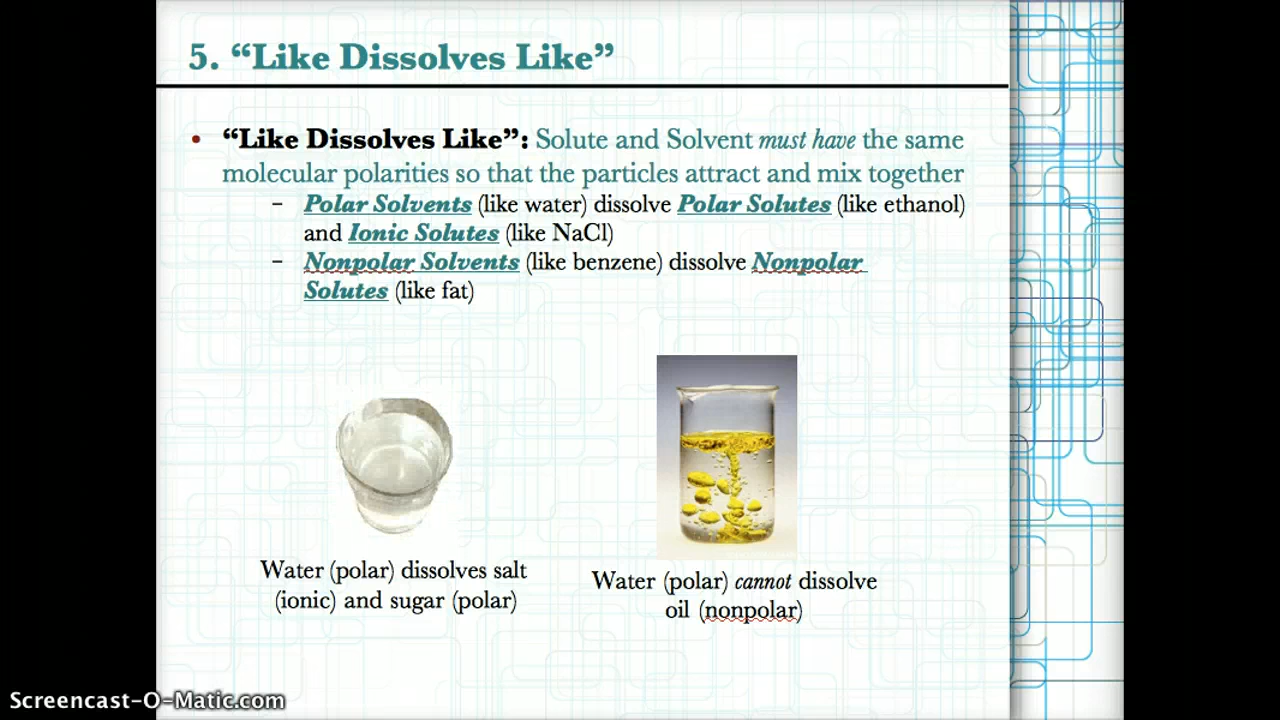 5. “Like Dissolves Like”
• “Like Dissolves Like”: Solute and Solvent must have the same
molecular polarities so that the particles attract and mix together
– Polar Solvents (like water) dissolve Polar Solutes (like ethanol)
and Ionic Solutes (like NaCl)
– Nonpolar Solvents (like benzene) dissolve Nonpolar
Solutes (like fat)
Water (polar) dissolves salt
(ionic) and sugar (polar)
Water (polar) cannot dissolve
oil (nonpolar)
Screencast-O-Matic.com